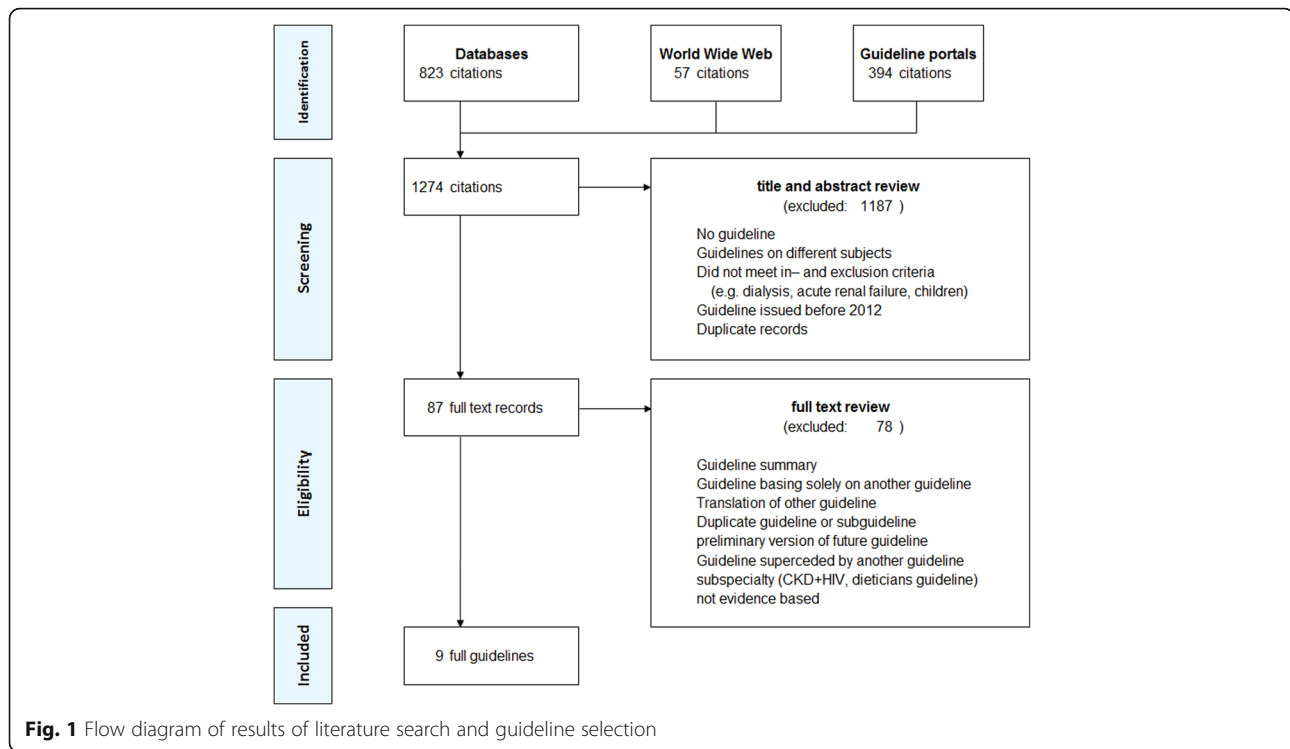 Identification
Databases
823 citations
World Wide Web
57 citations
Guideline portals
394 citations
Screening
1274 citations
title and abstract review
(excluded: 1187 )
No guideline
Guidelines on different subjects
Did not meet in– and exclusion criteria
(e.g. dialysis, acute renal failure, children)
Guideline issued before 2012
Duplicate records
Eligibility
87 full text records
full text review
(excluded: 78 )
Guideline summary
Guideline basing solely on another guideline
Translation of other guideline
Duplicate guideline or subguideline
preliminary version of future guideline
Guideline superceded by another guideline
subspecialty (CKD+HIV, dieticians guideline)
not evidence based
Included
9 full guidelines
Fig. 1 Flow diagram of results of literature search and guideline selection